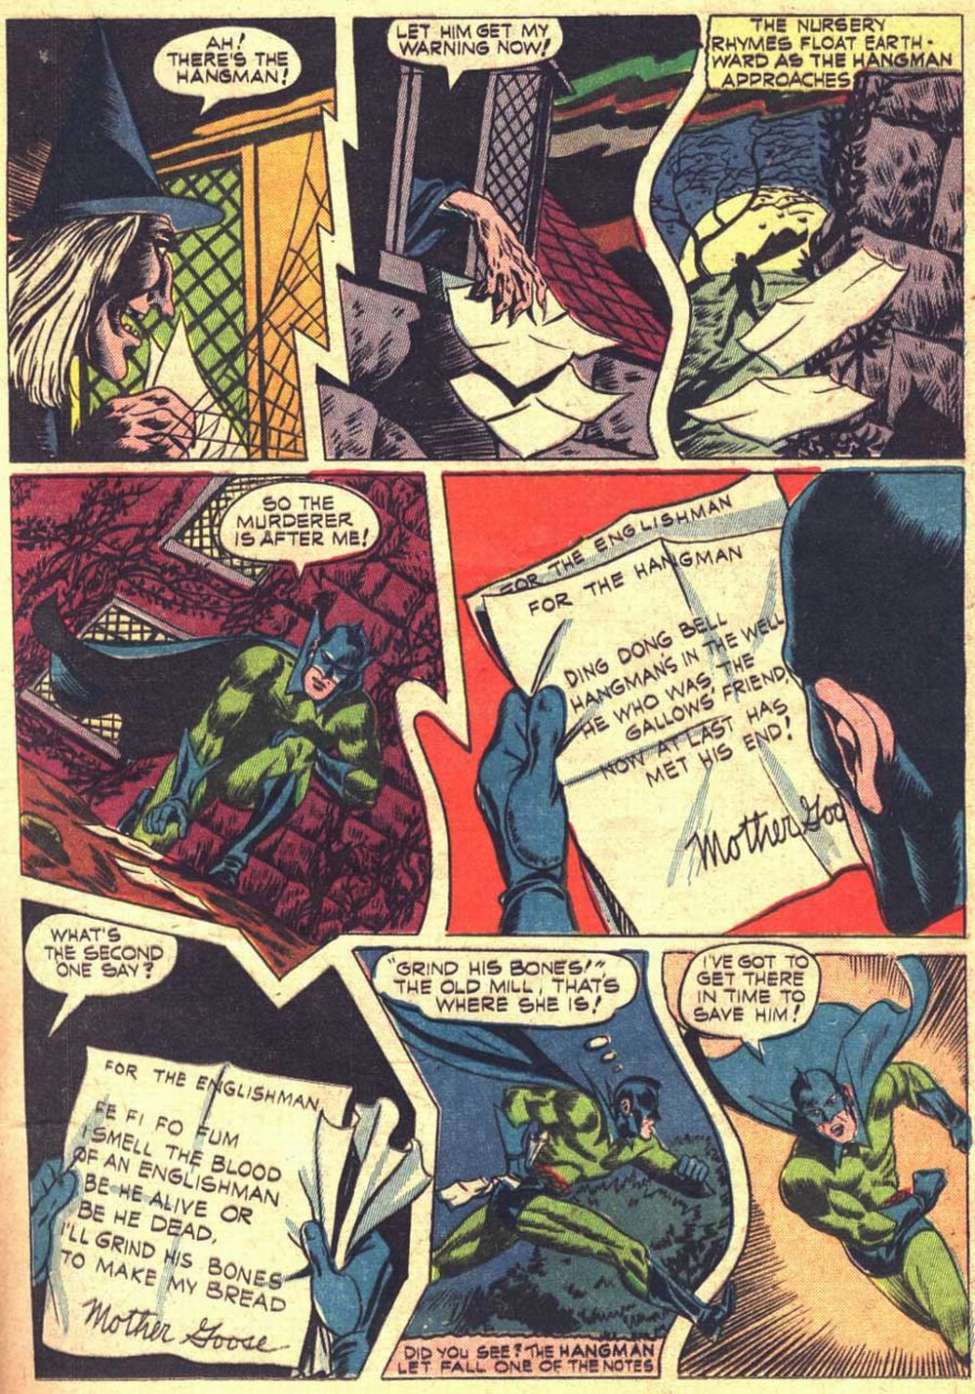 AH!
THERE'S THE
HANGMAN!
LET HIM GET MY
WARNING NOW!
THE NURSERY
RHYMES FLOAT EARTH-
WARD AS THE HANGMAN
APPROACHES
SO THE
MURDERER
IS AFTER ME!
FOR THE ENGLISHMAN
FOR THE HANGMAN
DING DONG BELL
HANGMAN'S IN THE WELL
HE WHO WAS THE
GALLOWS' FRIEND,
NOW AT LAST HAS
MET HIS END!
Mother Goo
WHAT'S
THE SECOND
ONE SAY?
FOR THE ENGLISHMAN
FE FI FO FUM
I SMELL THE BLOOD
OF AN ENGLISHMAN
BE HE ALIVE OR
BE HE DEAD,
I'LL GRIND HIS BONES
TO MAKE MY BREAD
Mother Goose
"GRIND HIS BONES!",
THE OLD MILL, THAT'S
WHERE SHE IS!
DID YOU SEE? THE HANGMAN
LET FALL ONE OF THE NOTES
I'VE GOT TO
GET THERE
IN TIME TO
SAVE HIM!